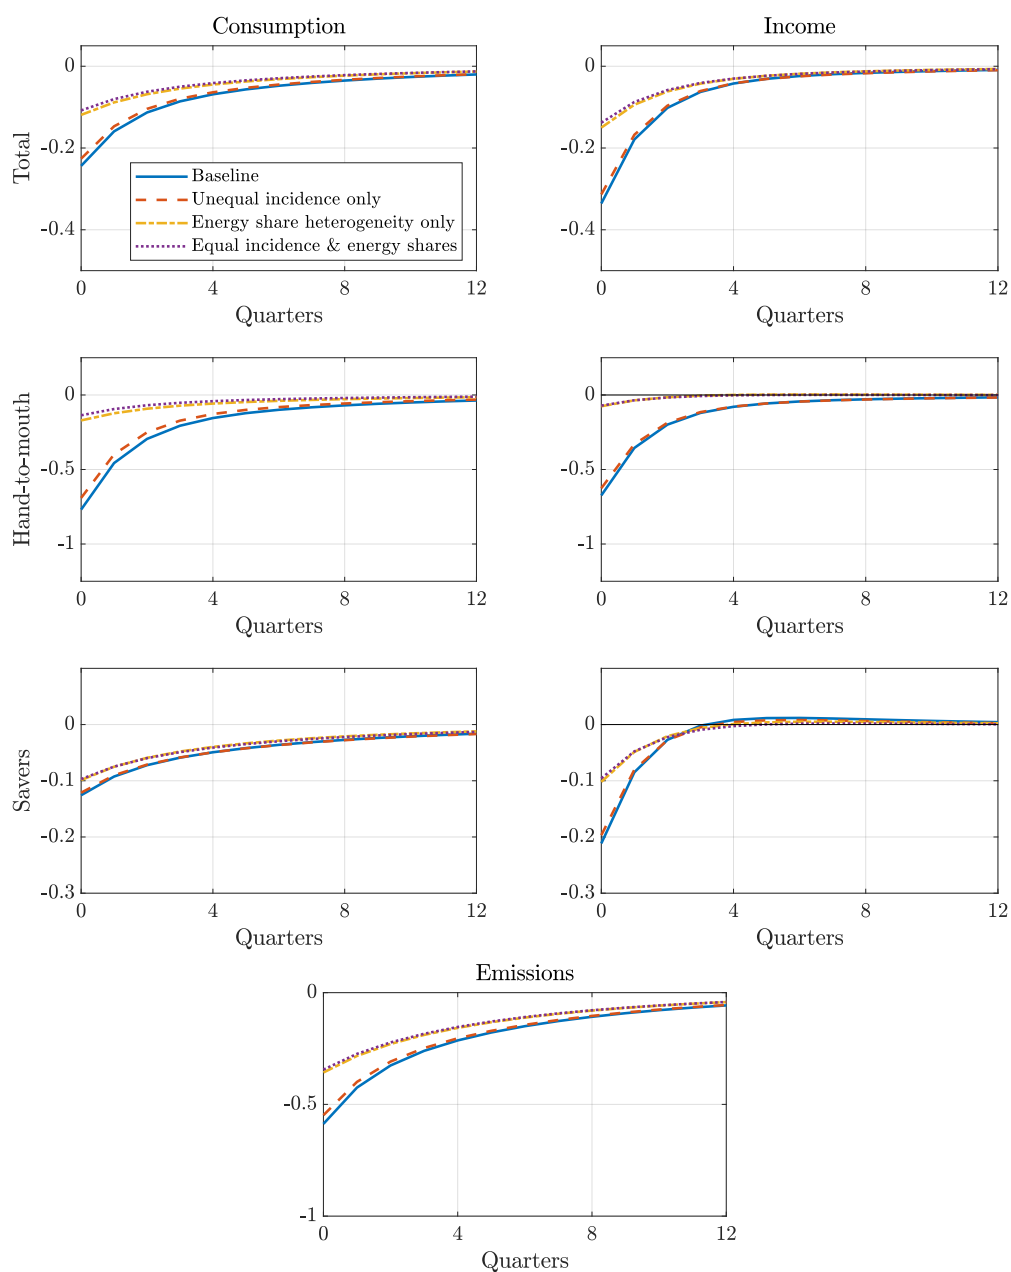 Consumption
Income
Total
0
-0.2
-0.4
Baseline
Unequal incidence only
Energy share heterogeneity only
Equal incidence & energy shares
0 4 8 12
Quarters
0
-0.2
-0.4
0 4 8 12
Quarters
Hand-to-mouth
0
-0.5
-1
0 4 8 12
Quarters
0
-0.5
-1
0 4 8 12
Quarters
Savers
0
-0.1
-0.2
-0.3
0 4 8 12
Quarters
0
-0.1
-0.2
-0.3
0 4 8 12
Quarters
Emissions
0
-0.5
-1
0 4 8 12
Quarters